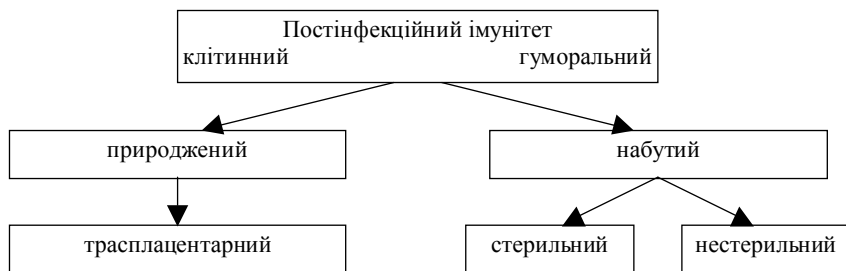 Постінфекційний імунітет
клітинний гуморальний
природжений набутий
трасплацентарний стерильний нестерильний